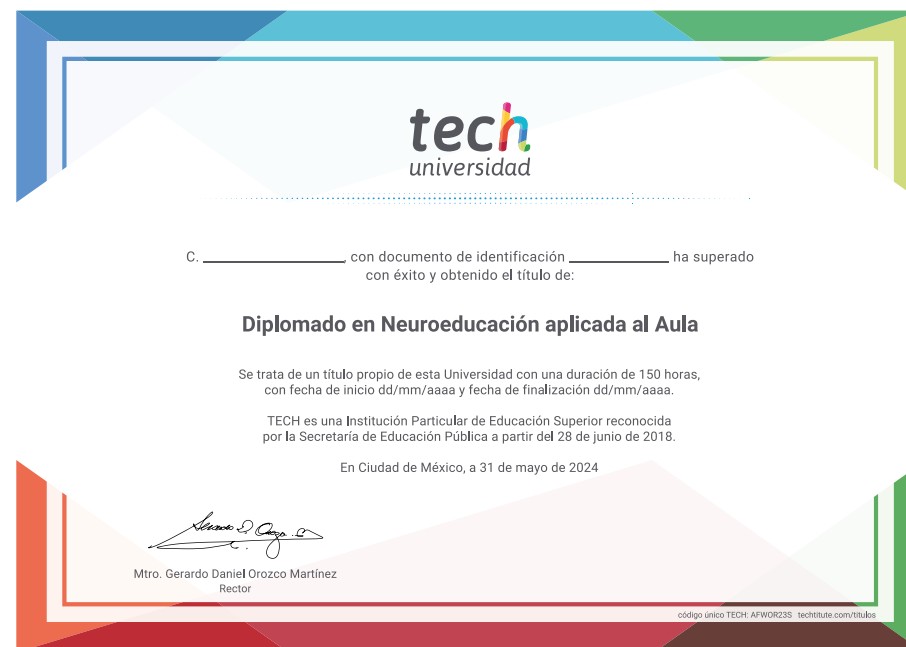 tech
universidad
C. ____________________, con documento de identificación ______________ ha superado
con éxito y obtenido el título de:
Diplomado en Neuroeducación aplicada al Aula
Se trata de un título propio de esta Universidad con una duración de 150 horas,
con fecha de inicio dd/mm/aaaa y fecha de finalización dd/mm/aaaa.
TECH es una Institución Particular de Educación Superior reconocida
por la Secretaría de Educación Pública a partir del 28 de junio de 2018.
En Ciudad de México, a 31 de mayo de 2024
Mtro. Gerardo Daniel Orozco Martínez
Rector
código único TECH: AFWOR23S techtitute.com/titulos